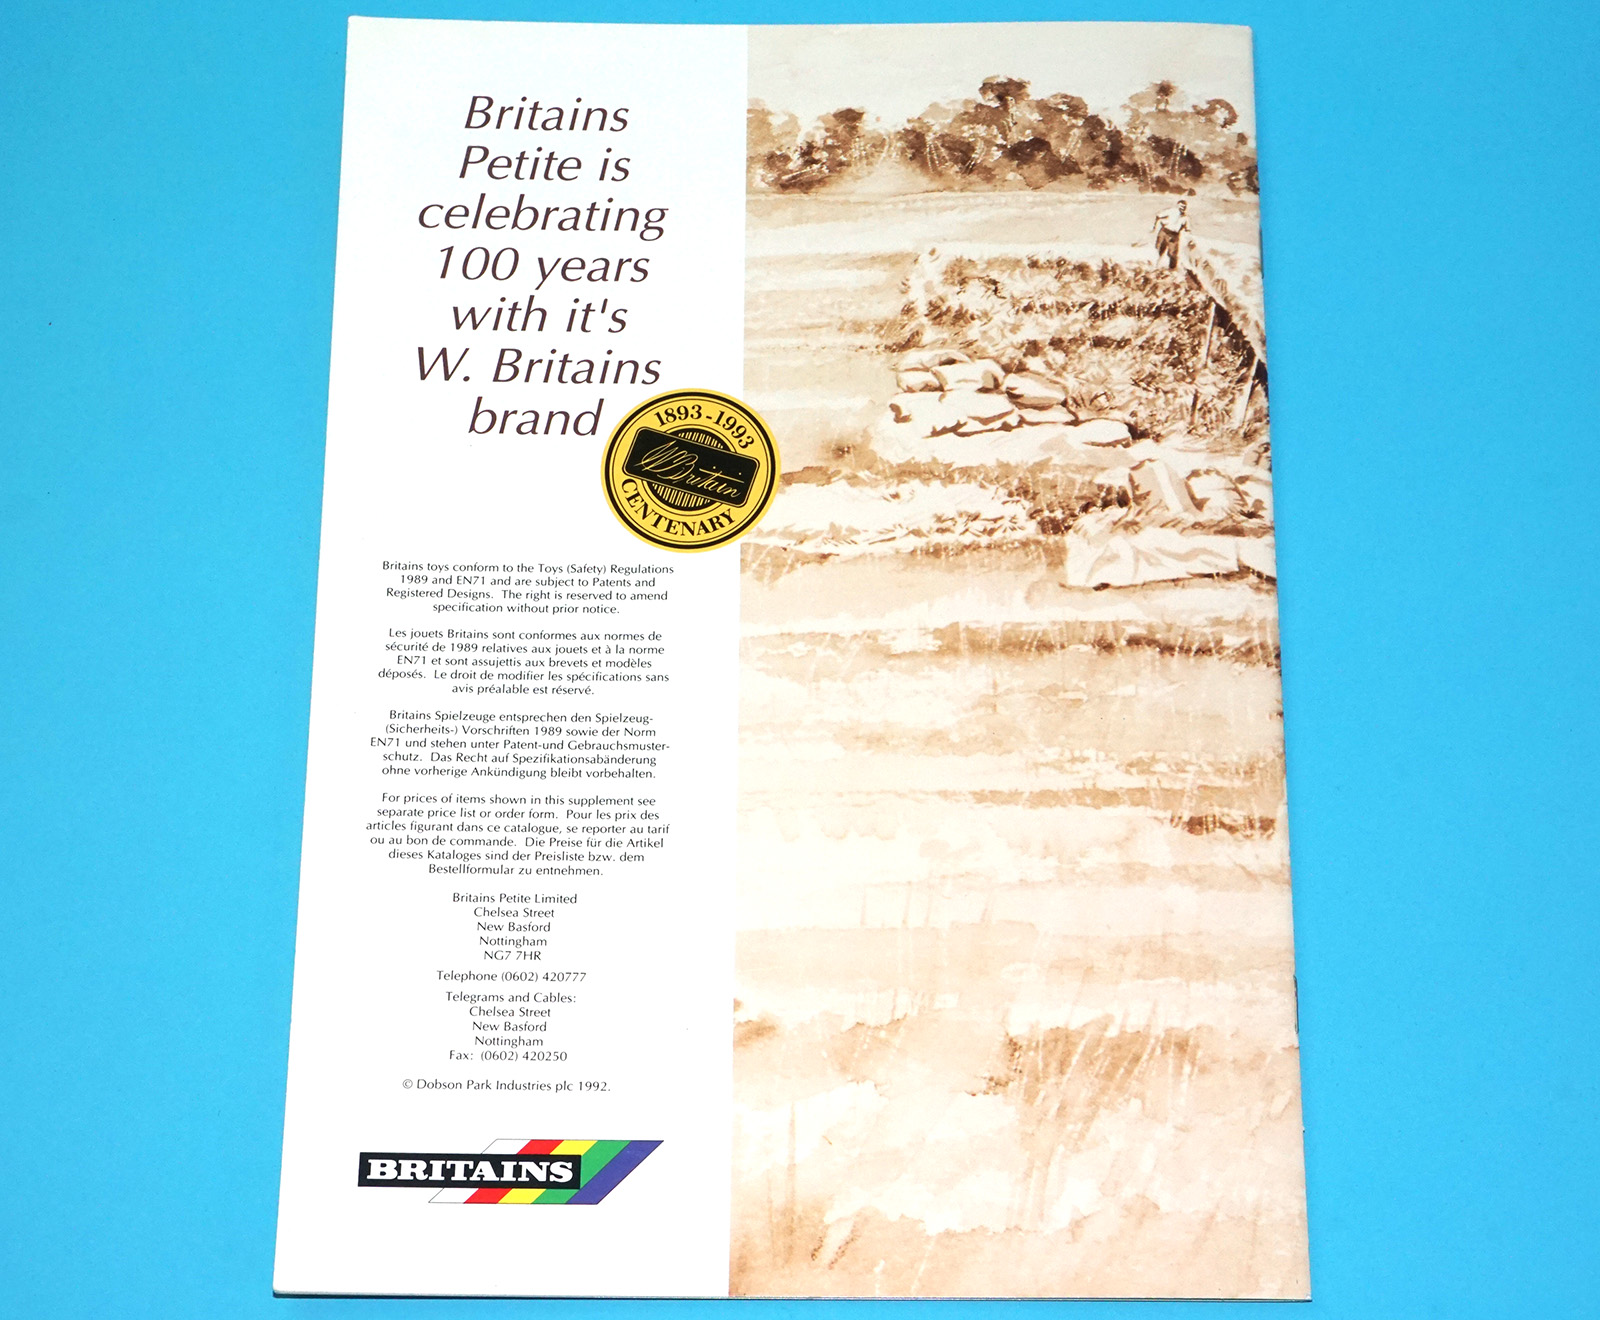 Britains
Petite is
celebrating
100 years
with it's
W. Britains
brand
1893-1993
W Britain
CENTENARY
Britains toys conform to the Toys (Safety) Regulations
1989 and EN71 and are subject to Patents and
Registered Designs. The right is reserved to amend
specification without prior notice.
Les jouets Britains sont conformes aux normes de
sécurité de 1989 relatives aux jouets et à la norme
EN71 et sont assujettis aux brevets et modèles
déposés. Le droit de modifier les spécifications sans
avis préalable est réservé.
Britains Spielzeuge entsprechen den Spielzeug-
(Sicherheits-) Vorschriften 1989 sowie der Norm
EN71 und stehen unter Patent-und Gebrauchsmuster-
schutz. Das Recht auf Spezifikationsabänderung
ohne vorherige Ankündigung bleibt vorbehalten.
For prices of items shown in this supplement see
separate price list or order form. Pour les prix des
articles figurant dans ce catalogue, se reporter au tarif
ou au bon de commande. Die Preise für die Artikel
dieses Kataloges sind der Preisliste bzw. dem
Bestellformular zu entnehmen.
Britains Petite Limited
Chelsea Street
New Basford
Nottingham
NG7 7HR
Telephone (0602) 420777
Telegrams and Cables:
Chelsea Street
New Basford
Nottingham
Fax: (0602) 420250
© Dobson Park Industries plc 1992.
BRITAINS